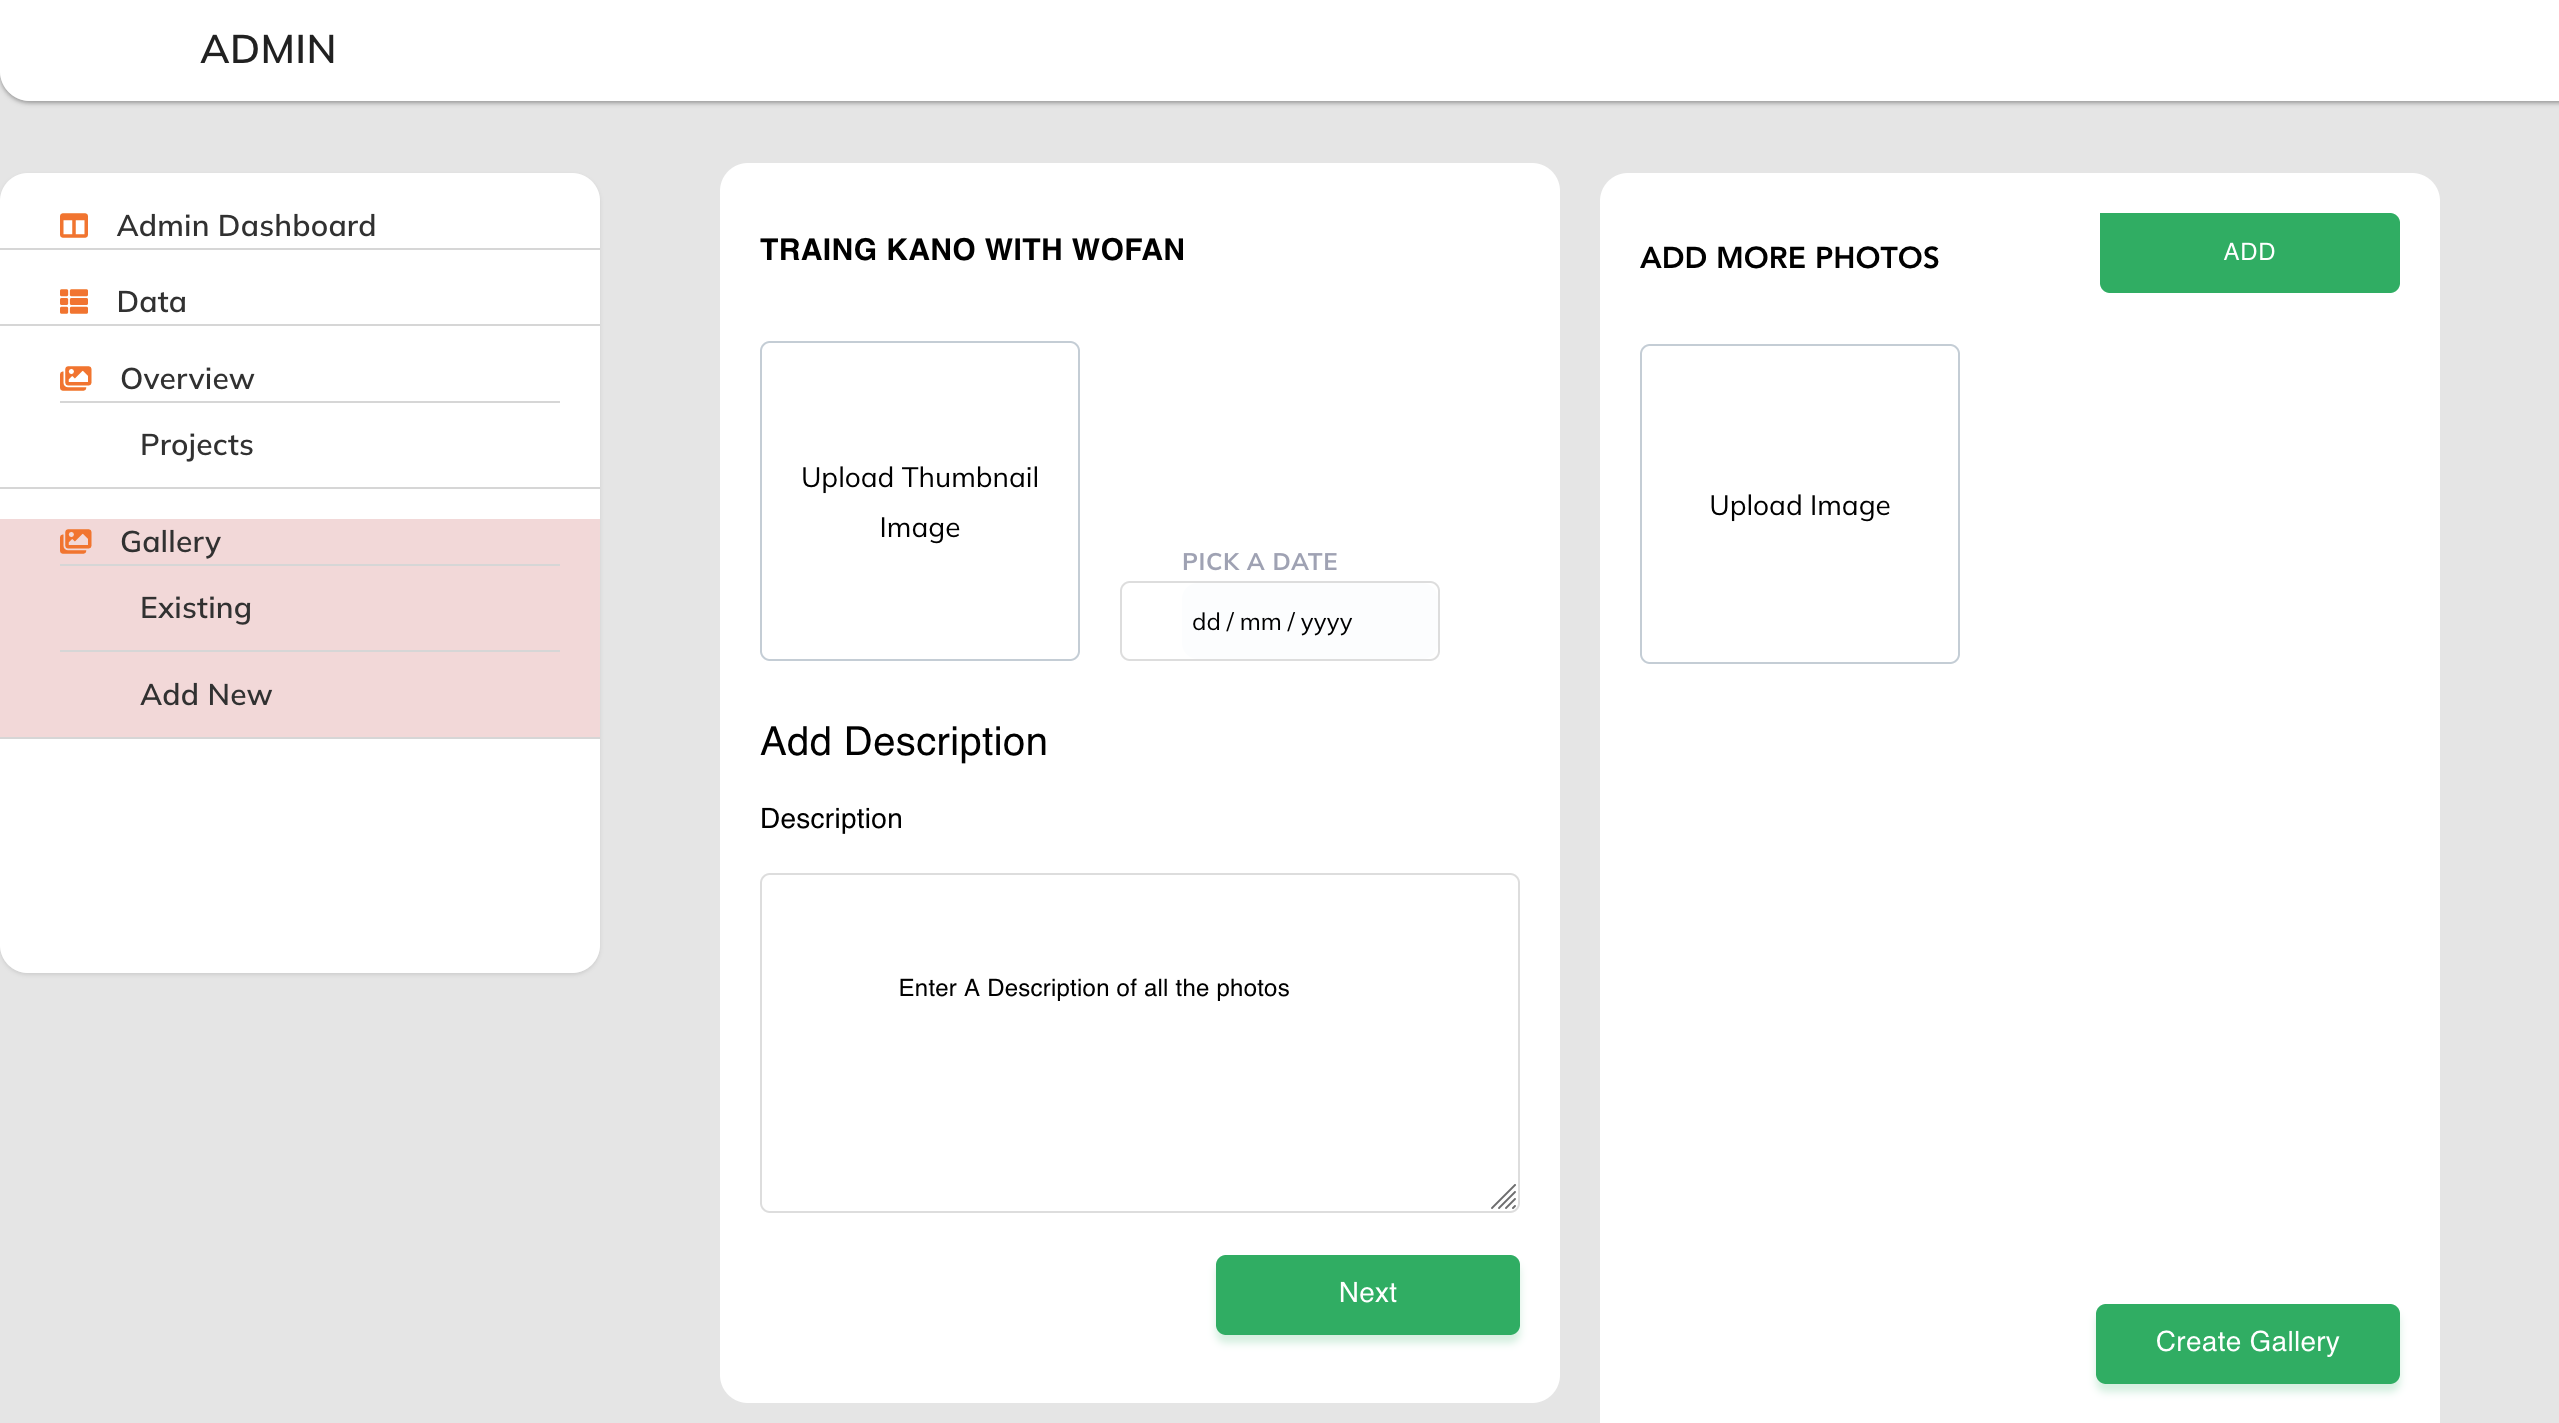 ADMIN
Admin Dashboard
Data
Overview
Projects
Gallery
Existing
Add New
TRAING KANO WITH WOFAN
Upload Thumbnail
Image
PICK A DATE
dd / mm / yyyy
Add Description
Description
Enter A Description of all the photos
Next
ADD MORE PHOTOS
ADD
Upload Image
Create Gallery